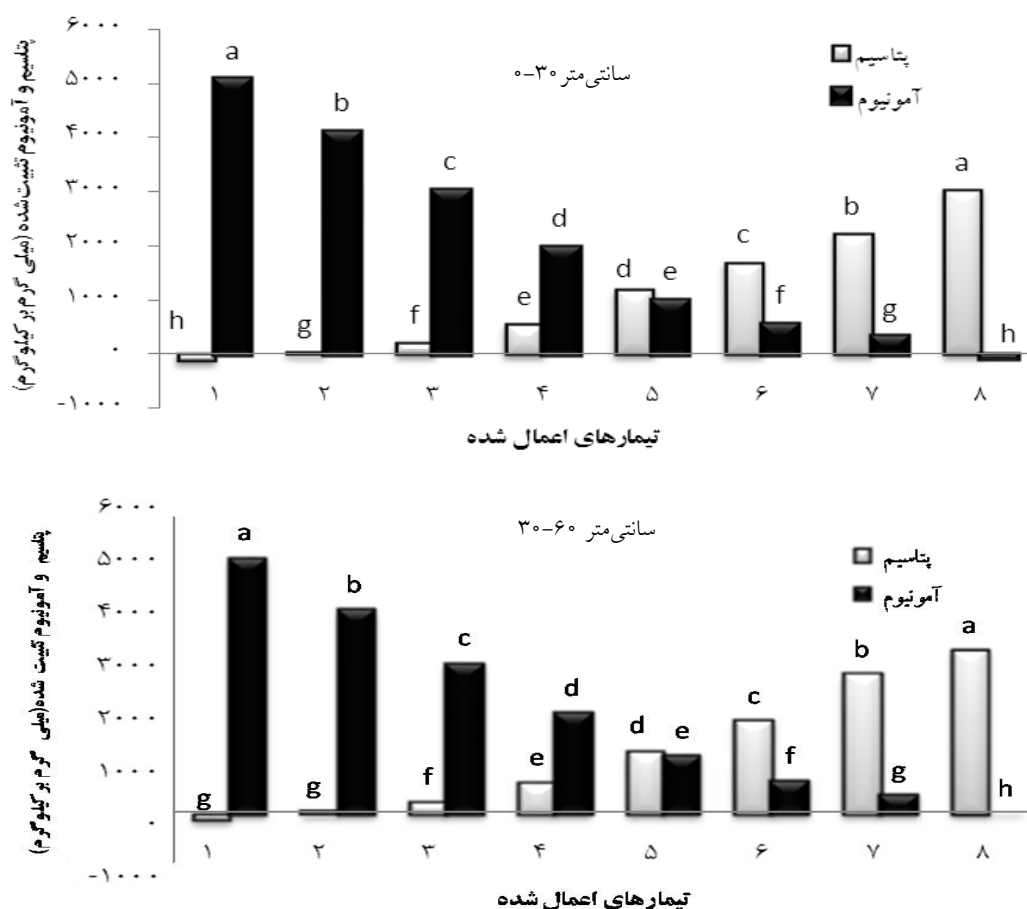 پتاسیم و آمونیوم تثبیت شده (میلی گرم بر کیلوگرم)
۶۰۰۰
۵۰۰۰
۴۰۰۰
۳۰۰۰
۲۰۰۰
۱۰۰۰
۰
-۱۰۰۰
سانتی‌متر ۳۰-۰
پتاسیم
آمونیوم
a
b
c
d
e
f
g
h
h
g
f
e
d
c
b
a
۱ ۲ ۳ ۴ ۵ ۶ ۷ ۸
تیمارهای اعمال شده
پتاسیم و آمونیوم تثبیت شده (میلی گرم بر کیلوگرم)
۶۰۰۰
۵۰۰۰
۴۰۰۰
۳۰۰۰
۲۰۰۰
۱۰۰۰
۰
-۱۰۰۰
سانتی‌متر ۶۰-۳۰
پتاسیم
آمونیوم
a
b
c
d
e
f
g
h
g
g
f
e
d
c
b
a
۱ ۲ ۳ ۴ ۵ ۶ ۷ ۸
تیمارهای اعمال شده